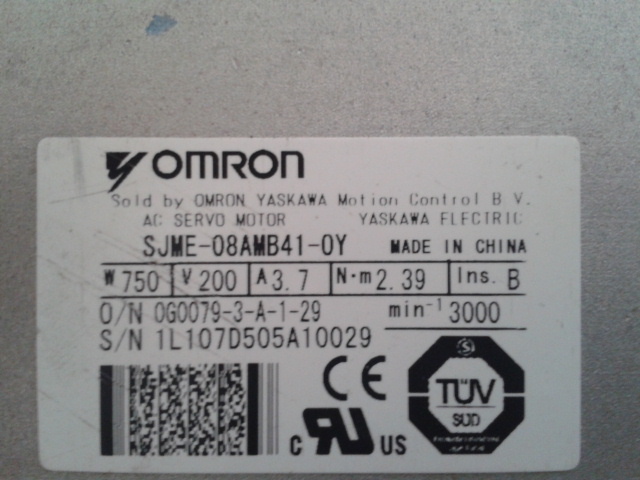 OMRON
Sold by OMRON YASKAWA Motion Control B.V.
AC SERVO MOTOR YASKAWA ELECTRIC
SJME-08AMB41-OY MADE IN CHINA
W 750 V 200 A 3.7 N·m 2.39 Ins. B
O/N 0G0079-3-A-1-29 min⁻¹ 3000
S/N 1L107D505A10029
CE
TÜV
SÜD
c RU US